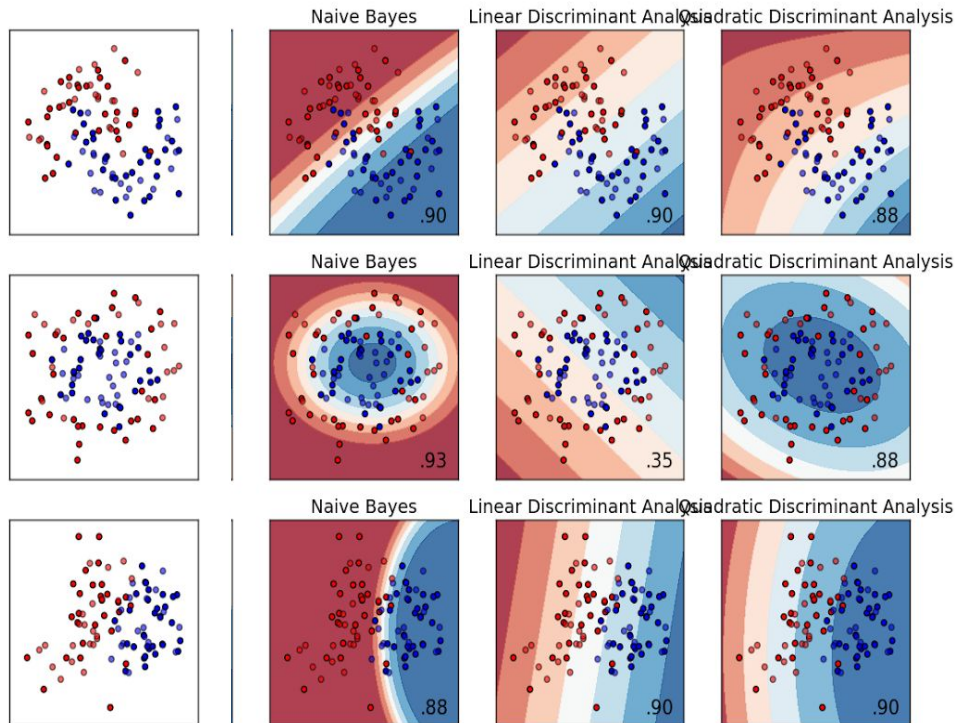 Naive Bayes Linear Discriminant Analysis Quadratic Discriminant Analysis
.90 .90 .88
Naive Bayes Linear Discriminant Analysis Quadratic Discriminant Analysis
.93 .35 .88
Naive Bayes Linear Discriminant Analysis Quadratic Discriminant Analysis
.88 .90 .90